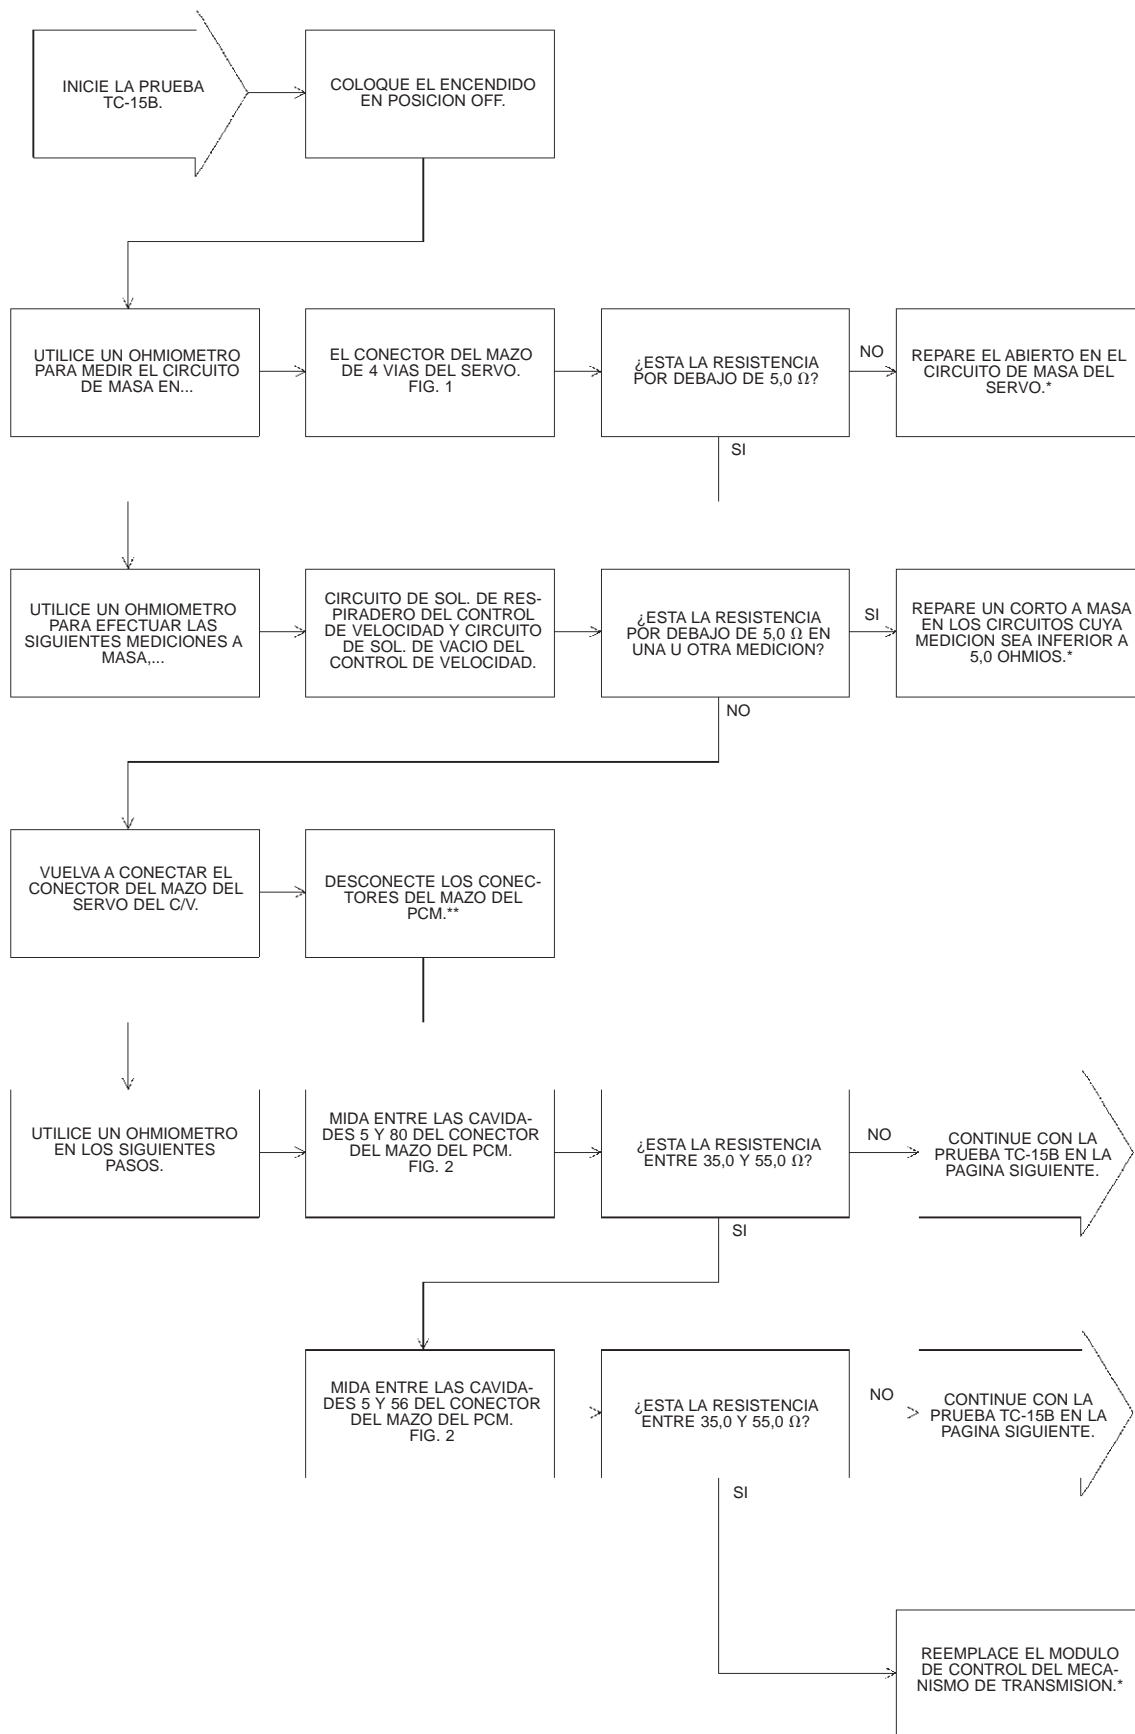 INICIE LA PRUEBA
TC-15B.
COLOQUE EL ENCENDIDO
EN POSICION OFF.
UTILICE UN OHMIOMETRO
PARA MEDIR EL CIRCUITO
DE MASA EN...
EL CONECTOR DEL MAZO
DE 4 VIAS DEL SERVO.
FIG. 1
¿ESTA LA RESISTENCIA
POR DEBAJO DE 5,0 Ω?
NO
REPARE EL ABIERTO EN EL
CIRCUITO DE MASA DEL
SERVO.*
SI
UTILICE UN OHMIOMETRO
PARA EFECTUAR LAS
SIGUIENTES MEDICIONES A
MASA,...
CIRCUITO DE SOL. DE RES-
PIRADERO DEL CONTROL
DE VELOCIDAD Y CIRCUITO
DE SOL. DE VACIO DEL
CONTROL DE VELOCIDAD.
¿ESTA LA RESISTENCIA
POR DEBAJO DE 5,0 Ω EN
UNA U OTRA MEDICION?
SI
REPARE UN CORTO A MASA
EN LOS CIRCUITOS CUYA
MEDICION SEA INFERIOR A
5,0 OHMIOS.*
NO
VUELVA A CONECTAR EL
CONECTOR DEL MAZO DEL
SERVO DEL C/V.
DESCONECTE LOS CONEC-
TORES DEL MAZO DEL
PCM.**
UTILICE UN OHMIOMETRO
EN LOS SIGUIENTES
PASOS.
MIDA ENTRE LAS CAVIDA-
DES 5 Y 80 DEL CONECTOR
DEL MAZO DEL PCM.
FIG. 2
¿ESTA LA RESISTENCIA
ENTRE 35,0 Y 55,0 Ω?
NO
CONTINUE CON LA
PRUEBA TC-15B EN LA
PAGINA SIGUIENTE.
SI
MIDA ENTRE LAS CAVIDA-
DES 5 Y 56 DEL CONECTOR
DEL MAZO DEL PCM.
FIG. 2
¿ESTA LA RESISTENCIA
ENTRE 35,0 Y 55,0 Ω?
NO
CONTINUE CON LA
PRUEBA TC-15B EN LA
PAGINA SIGUIENTE.
SI
REEMPLACE EL MODULO
DE CONTROL DEL MECA-
NISMO DE TRANSMISION.*